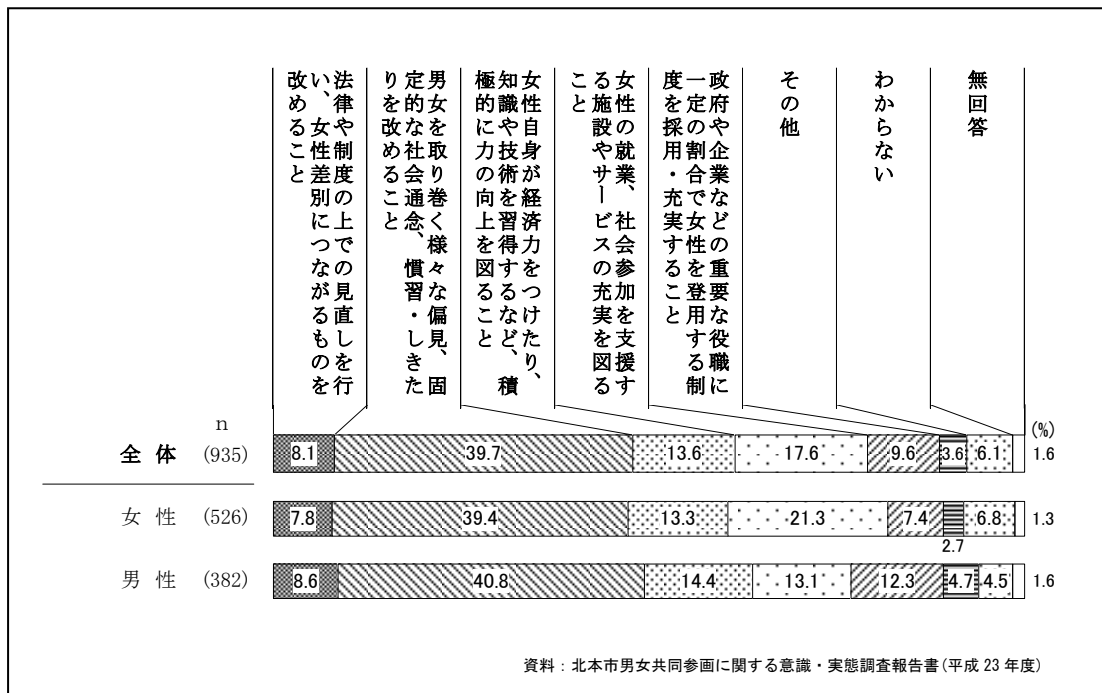 法律や制度の上での見直しを行
い、女性差別につながるものを
改めること
男女を取り巻く様々な偏見、固
定的な社会通念、慣習・しきた
りを改めること
女性自身が経済力をつけたり、
知識や技術を習得するなど、積
極的に力の向上を図ること
女性の就業、社会参加を支援す
る施設やサービスの充実を図る
こと
政府や企業などの重要な役職に
一定の割合で女性を登用する制
度を採用・充実すること
その他
わからない
無回答
n
(%)
全体 (935) 8.1 39.7 13.6 17.6 9.6 3.6 6.1 1.6
女性 (526) 7.8 39.4 13.3 21.3 7.4 6.8 1.3
2.7
男性 (382) 8.6 40.8 14.4 13.1 12.3 4.7 4.5 1.6
資料：北本市男女共同参画に関する意識・実態調査報告書(平成23年度)